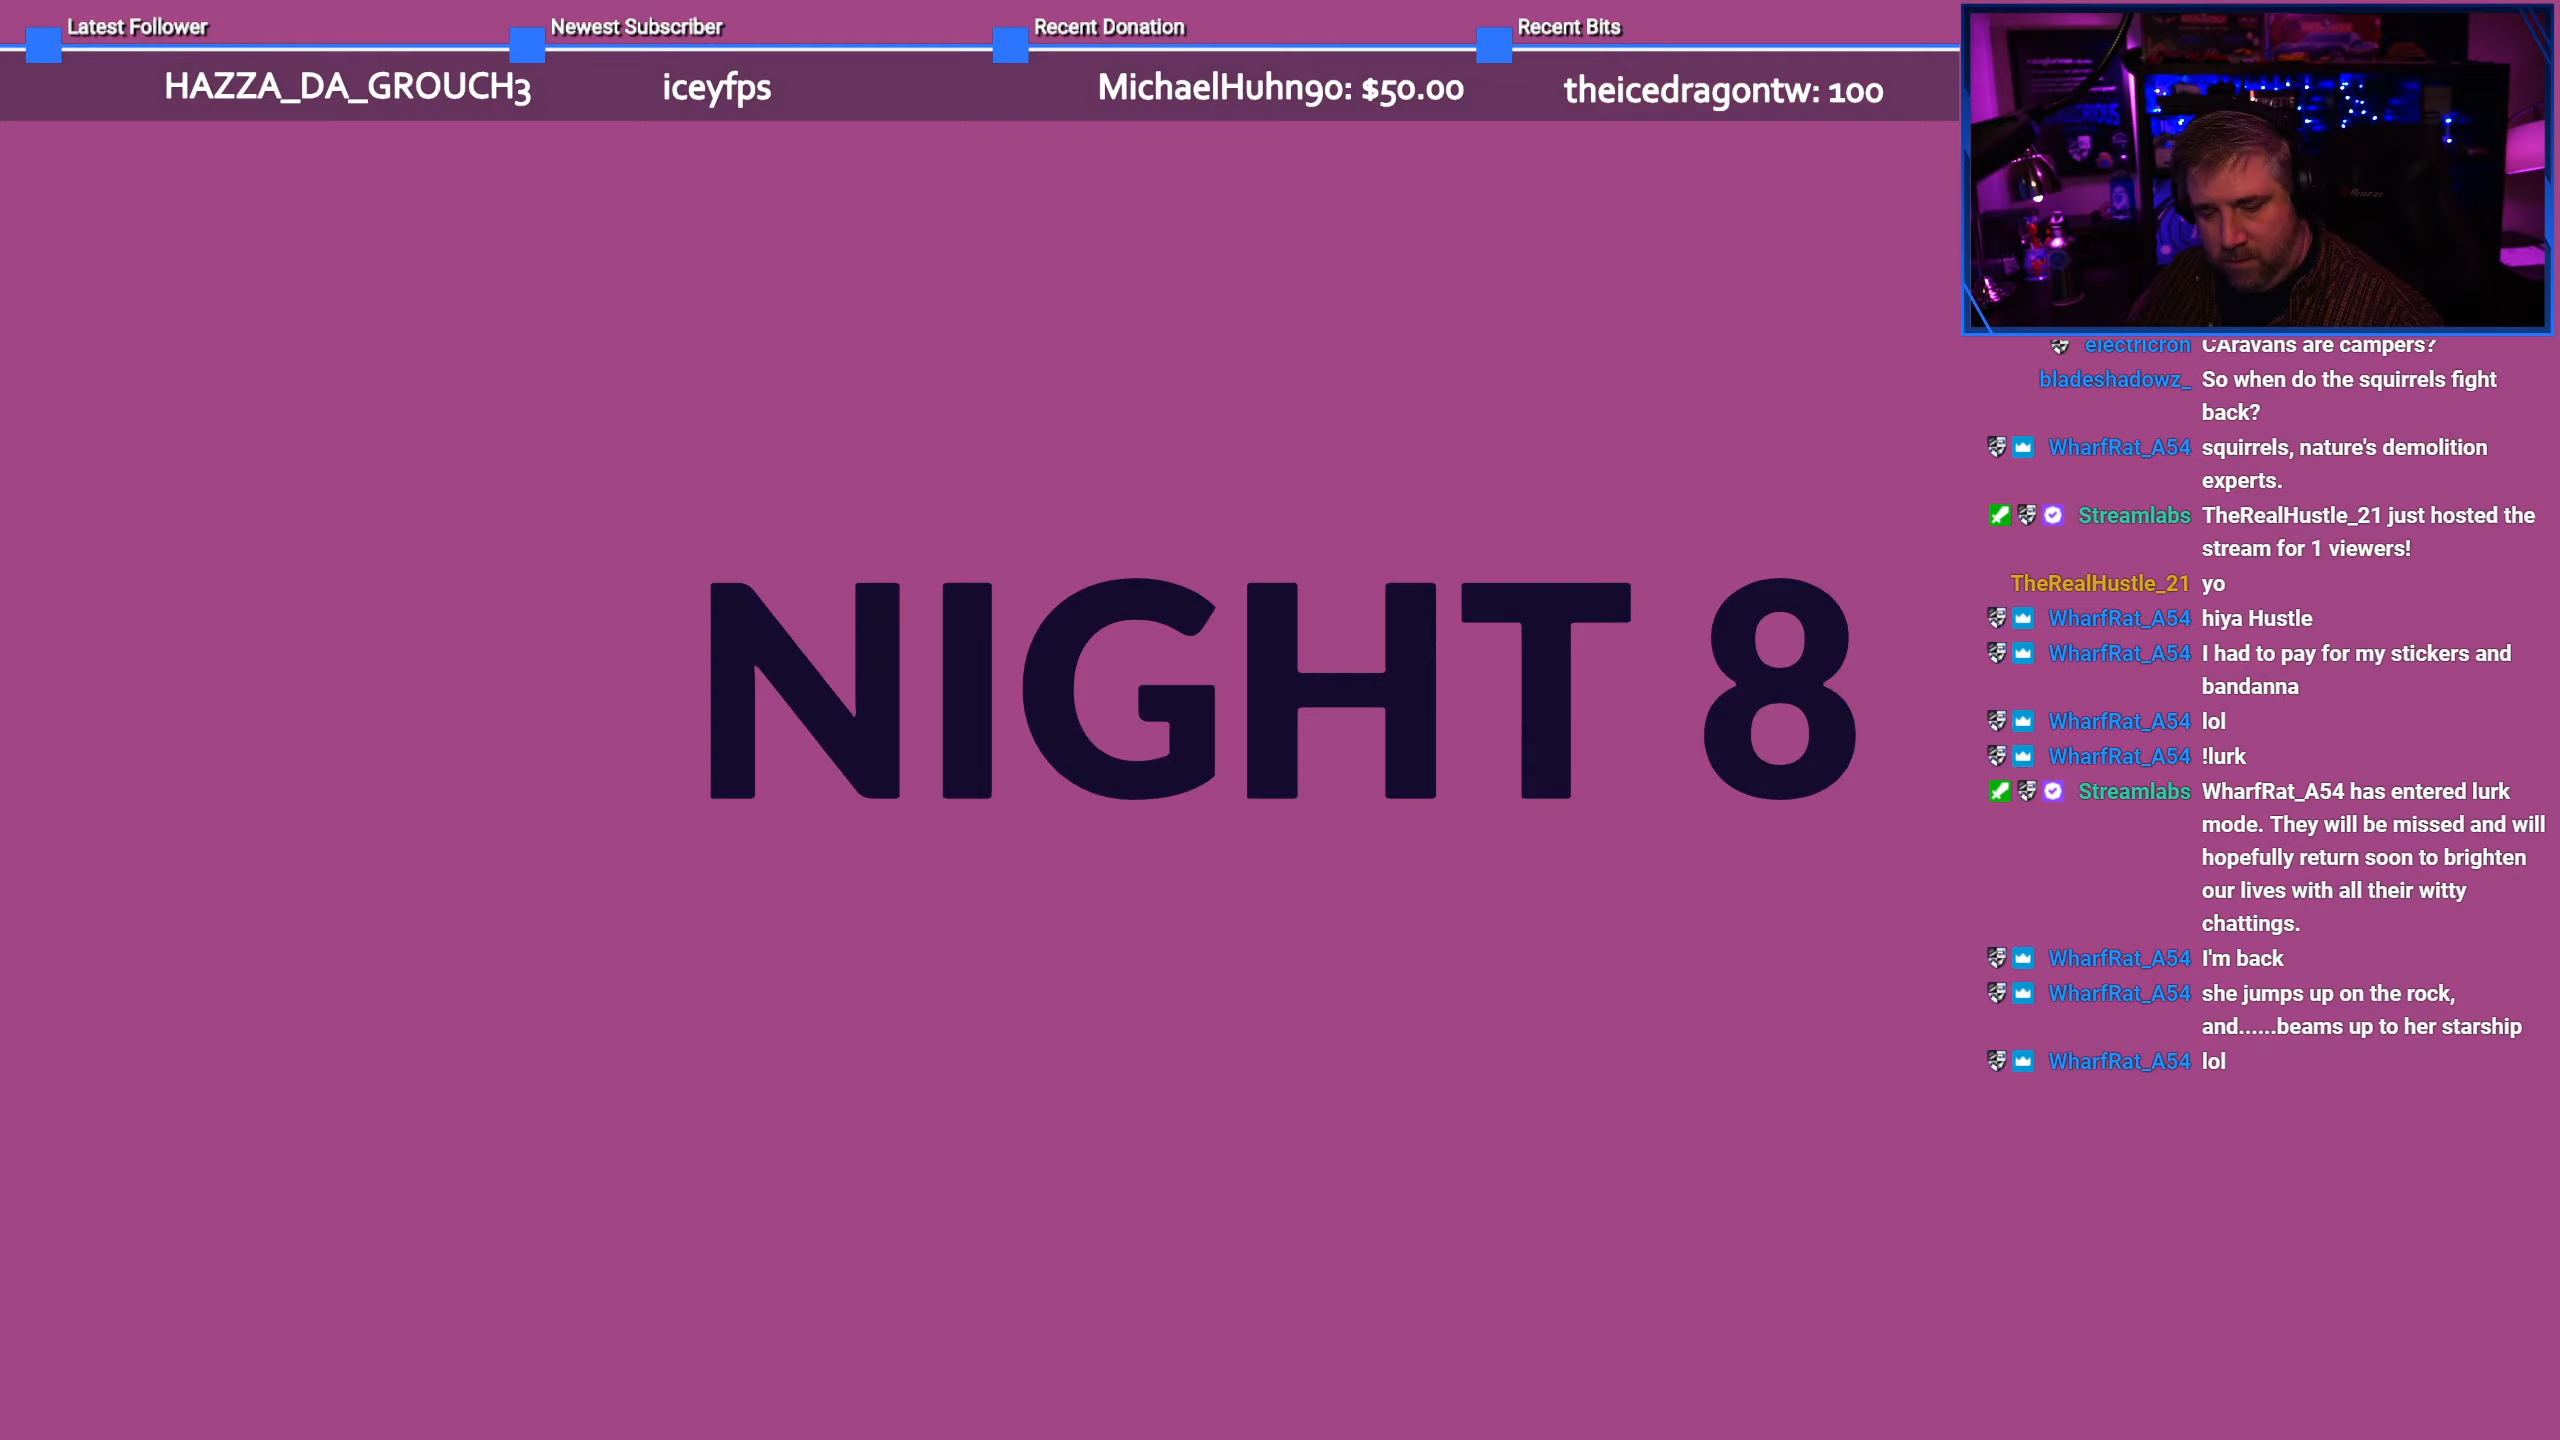 Latest Follower
Newest Subscriber
Recent Donation
Recent Bits
HAZZA_DA_GROUCH3
iceyfps
MichaelHuhn90: $50.00
theicedragontw: 100
electricron CAravans are campers?
bladeshadowz_ So when do the squirrels fight
back?
WharfRat_A54 squirrels, nature's demolition
experts.
Streamlabs TheRealHustle_21 just hosted the
stream for 1 viewers!
TheRealHustle_21 yo
WharfRat_A54 hiya Hustle
WharfRat_A54 I had to pay for my stickers and
bandanna
WharfRat_A54 lol
WharfRat_A54 !lurk
Streamlabs WharfRat_A54 has entered lurk
mode. They will be missed and will
hopefully return soon to brighten
our lives with all their witty
chattings.
WharfRat_A54 I'm back
WharfRat_A54 she jumps up on the rock,
and......beams up to her starship
WharfRat_A54 lol
NIGHT 8